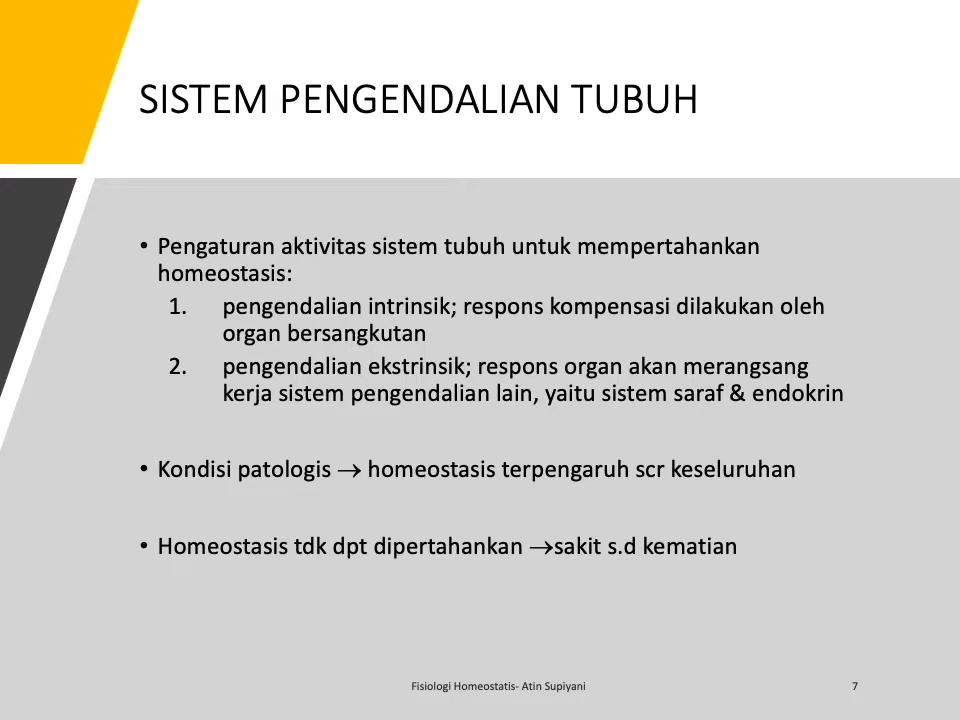 SISTEM PENGENDALIAN TUBUH
• Pengaturan aktivitas sistem tubuh untuk mempertahankan
homeostasis:
1. pengendalian intrinsik; respons kompensasi dilakukan oleh
organ bersangkutan
2. pengendalian ekstrinsik; respons organ akan merangsang
kerja sistem pengendalian lain, yaitu sistem saraf & endokrin
• Kondisi patologis → homeostasis terpengaruh scr keseluruhan
• Homeostasis tdk dpt dipertahankan →sakit s.d kematian
Fisiologi Homeostatis- Atin Supiyani
7